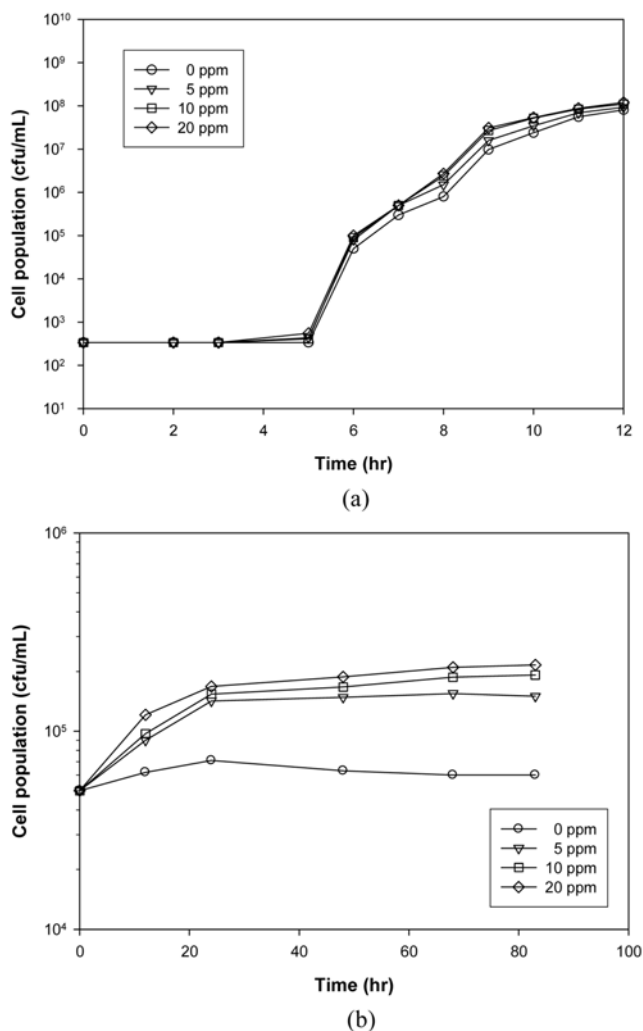 10^10
10^9
10^8
10^7
10^6
10^5
10^4
10^3
10^2
10^1
Cell population (cfu/mL)
0 ppm
5 ppm
10 ppm
20 ppm
0 2 4 6 8 10 12
Time (hr)
(a)
10^6
10^5
10^4
Cell population (cfu/mL)
0 ppm
5 ppm
10 ppm
20 ppm
0 20 40 60 80 100
Time (hr)
(b)